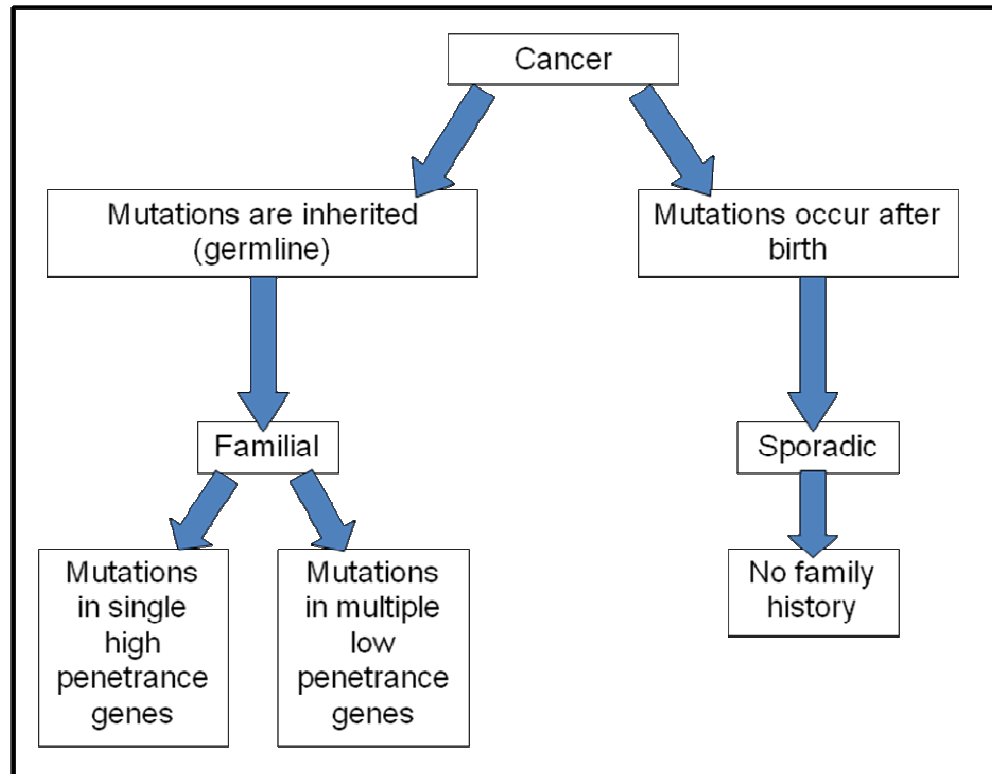 Cancer
Mutations are inherited
(germline)
Mutations occur after
birth
Familial
Sporadic
Mutations
in single
high
penetrance
genes
Mutations
in multiple
low
penetrance
genes
No family
history